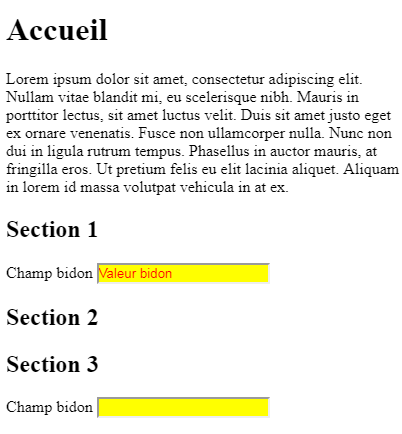 Accueil
Lorem ipsum dolor sit amet, consectetur adipiscing elit.
Nullam vitae blandit mi, eu scelerisque nibh. Mauris in
porttitor lectus, sit amet luctus velit. Duis sit amet justo eget
ex ornare venenatis. Fusce non ullamcorper nulla. Nunc non
dui in ligula rutrum tempus. Phasellus in auctor mauris, at
fringilla eros. Ut pretium felis eu elit lacinia aliquet. Aliquam
in lorem id massa volutpat vehicula in at ex.
Section 1
Champ bidon Valeur bidon
Section 2
Section 3
Champ bidon